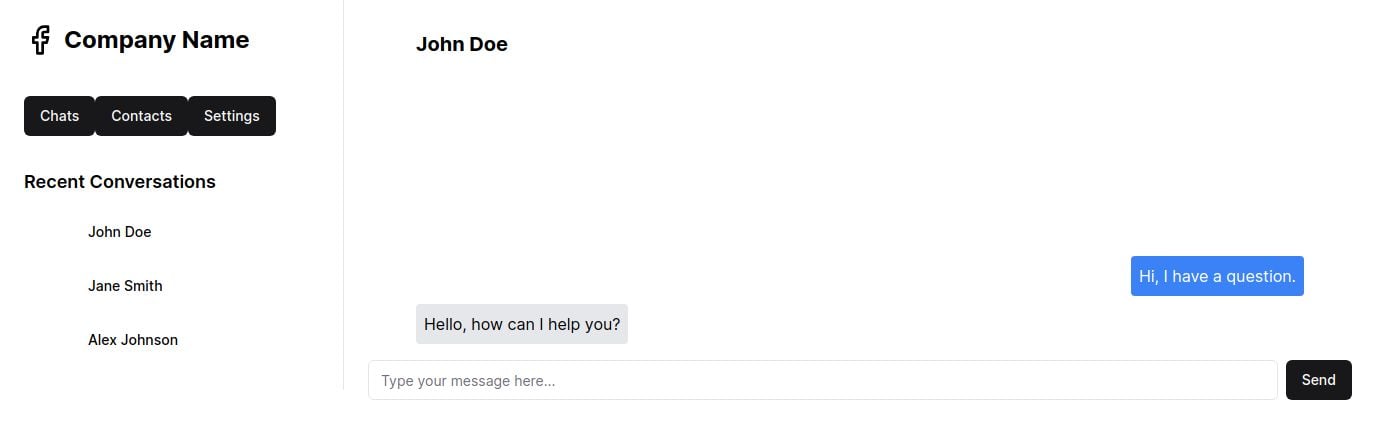 Company Name
Chats Contacts Settings
Recent Conversations
John Doe
Jane Smith
Alex Johnson
John Doe
Hi, I have a question.
Hello, how can I help you?
Type your message here...
Send